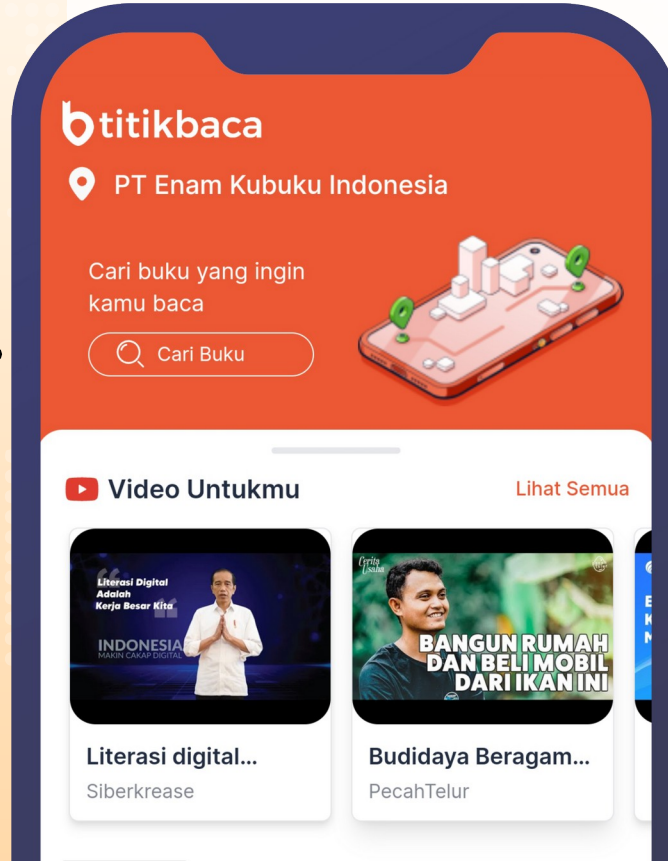 titikbaca
PT Enam Kubuku Indonesia
Cari buku yang ingin
kamu baca
Cari Buku
Video Untukmu
Lihat Semua
Literasi Digital
Adalah
Kerja Besar Kita
INDONESIA
MAKIN CAKAP DIGITAL
Cerita
Usaha
BANGUN RUMAH
DAN BELI MOBIL
DARI IKAN INI
Literasi digital...
Siberkrease
Budidaya Beragam...
PecahTelur